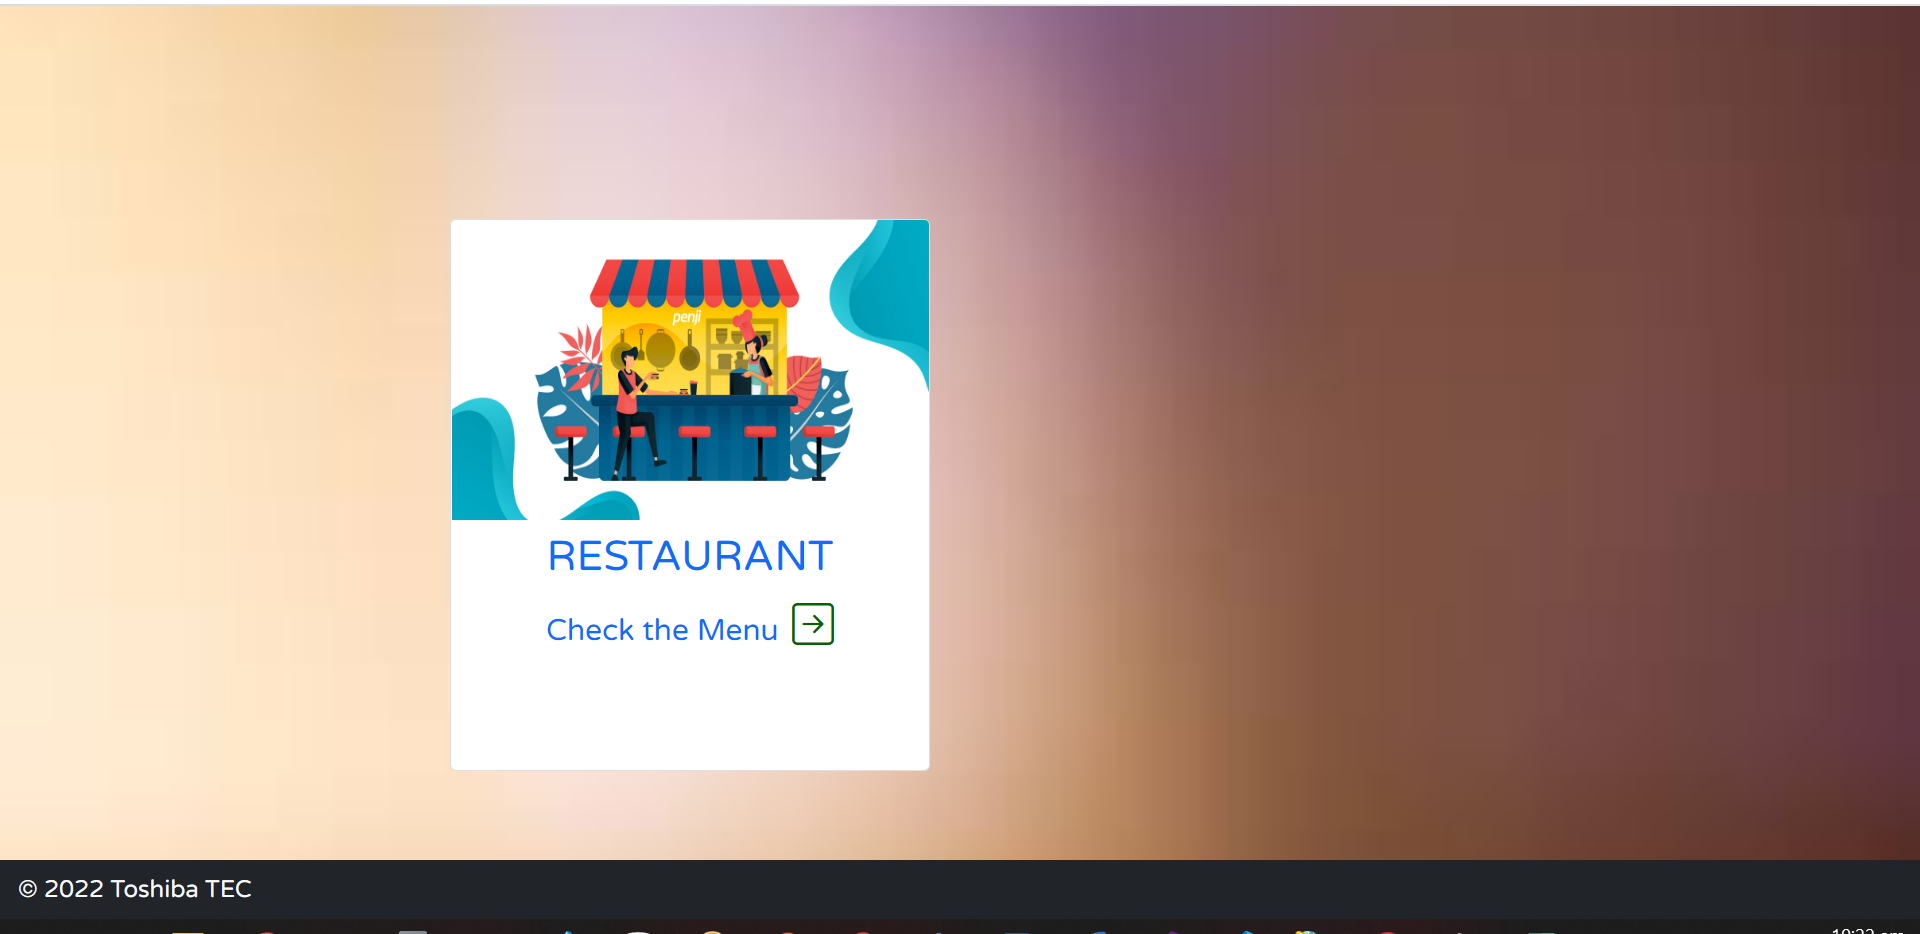 penji
RESTAURANT
Check the Menu
© 2022 Toshiba TEC